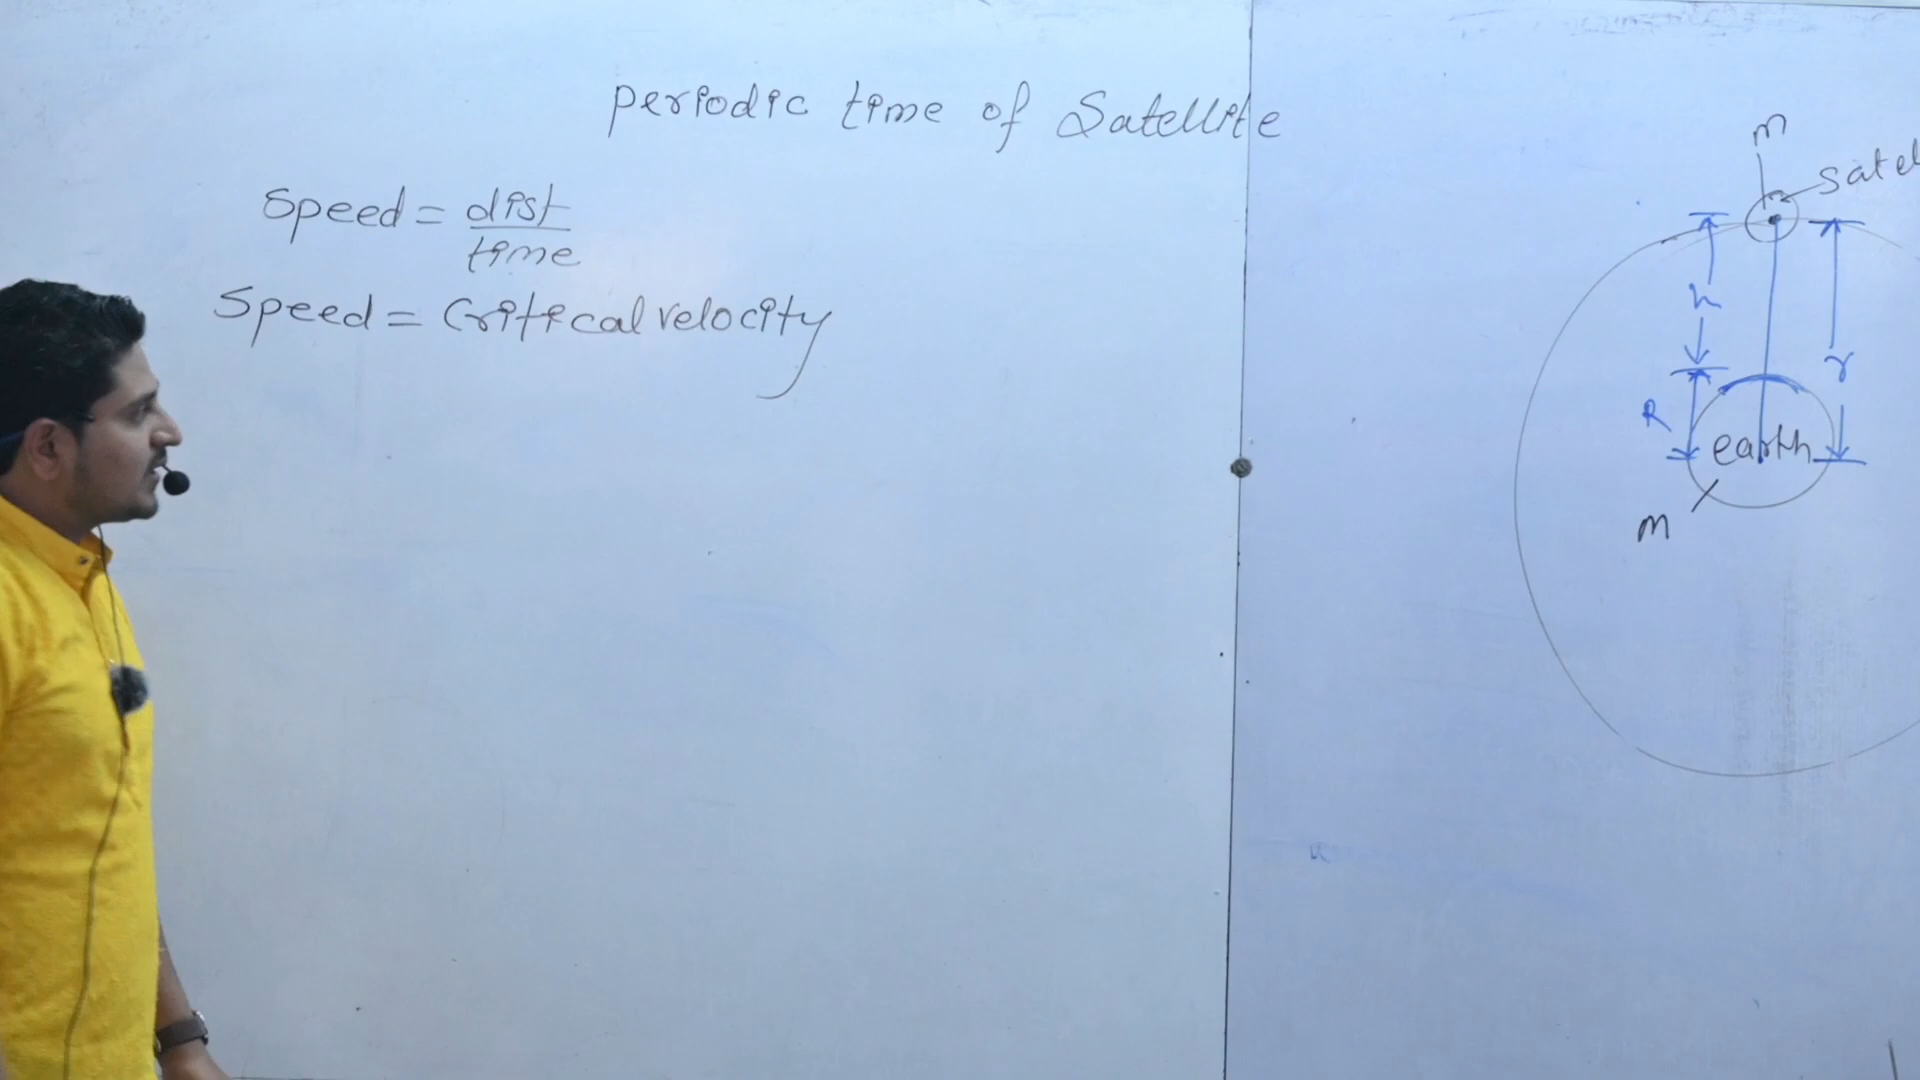 periodic time of Satellite
Speed = dist
time
Speed = Critical velocity
m
satel
h
r
R
earth
m